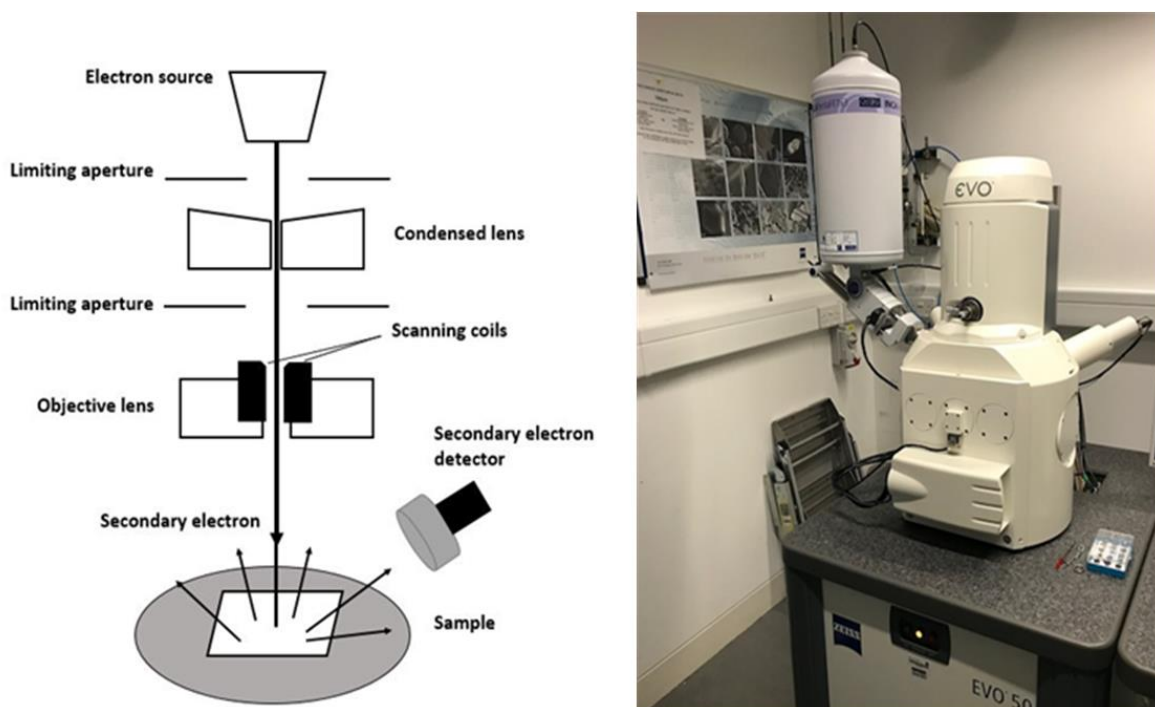 Electron source
Limiting aperture
Condensed lens
Limiting aperture
Scanning coils
Objective lens
Secondary electron
detector
Secondary electron
Sample
EVO
ZEISS
EVO 50